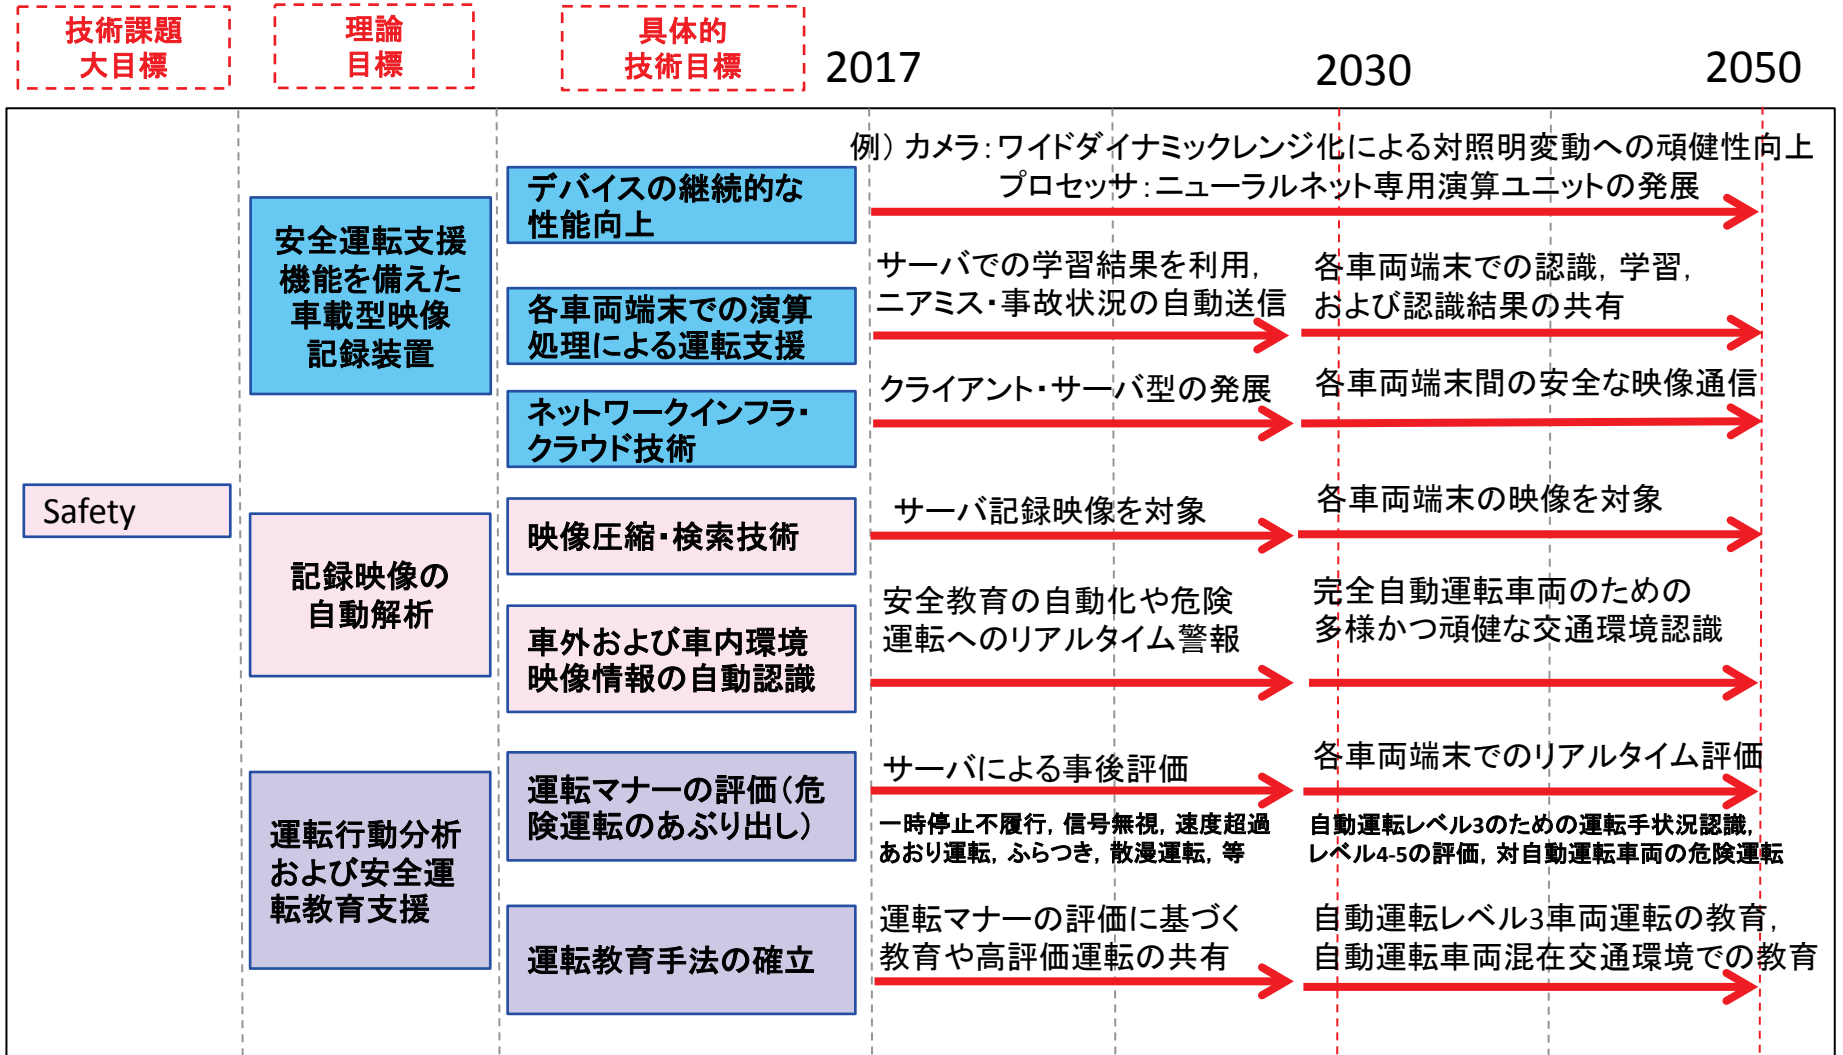 技術課題
大目標
理論
目標
具体的
技術目標
2017
2030
2050
Safety
安全運転支援
機能を備えた
車載型映像
記録装置
デバイスの継続的な
性能向上
例）カメラ：ワイドダイナミックレンジ化による対照明変動への頑健性向上
プロセッサ：ニューラルネット専用演算ユニットの発展
各車両端末での演算
処理による運転支援
サーバでの学習結果を利用，
ニアミス・事故状況の自動送信
各車両端末での認識，学習，
および認識結果の共有
ネットワークインフラ・
クラウド技術
クライアント・サーバ型の発展
各車両端末間の安全な映像通信
記録映像の
自動解析
映像圧縮・検索技術
サーバ記録映像を対象
各車両端末の映像を対象
車外および車内環境
映像情報の自動認識
安全教育の自動化や危険
運転へのリアルタイム警報
完全自動運転車両のための
多様かつ頑健な交通環境認識
運転行動分析
および安全運
転教育支援
運転マナーの評価（危
険運転のあぶり出し）
サーバによる事後評価
一時停止不履行，信号無視，速度超過
あおり運転，ふらつき，散漫運転，等
各車両端末でのリアルタイム評価
自動運転レベル3のための運転手状況認識，
レベル4-5の評価，対自動運転車両の危険運転
運転教育手法の確立
運転マナーの評価に基づく
教育や高評価運転の共有
自動運転レベル3車両運転の教育，
自動運転車両混在交通環境での教育